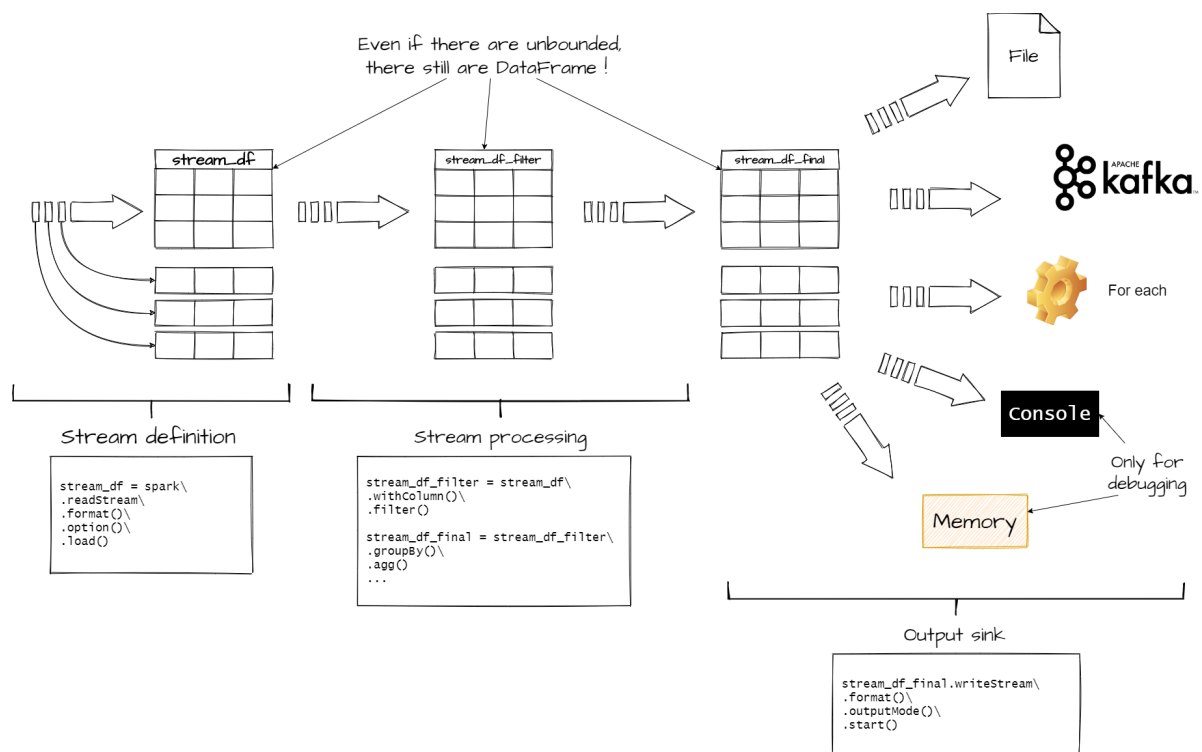 Even if there are unbounded,
there still are DataFrame !
File
stream_df
stream_df_filter
stream_df_final
APACHE
kafka
TM
For each
Console
Only for
debugging
Memory
Stream definition
stream_df = spark\
.readStream\
.format()\
.option()\
.load()
Stream processing
stream_df_filter = stream_df\
.withColumn()\
.filter()
stream_df_final = stream_df_filter\
.groupBy()\
.agg()
...
Output sink
stream_df_final.writeStream\
.format()\
.outputMode()\
.start()